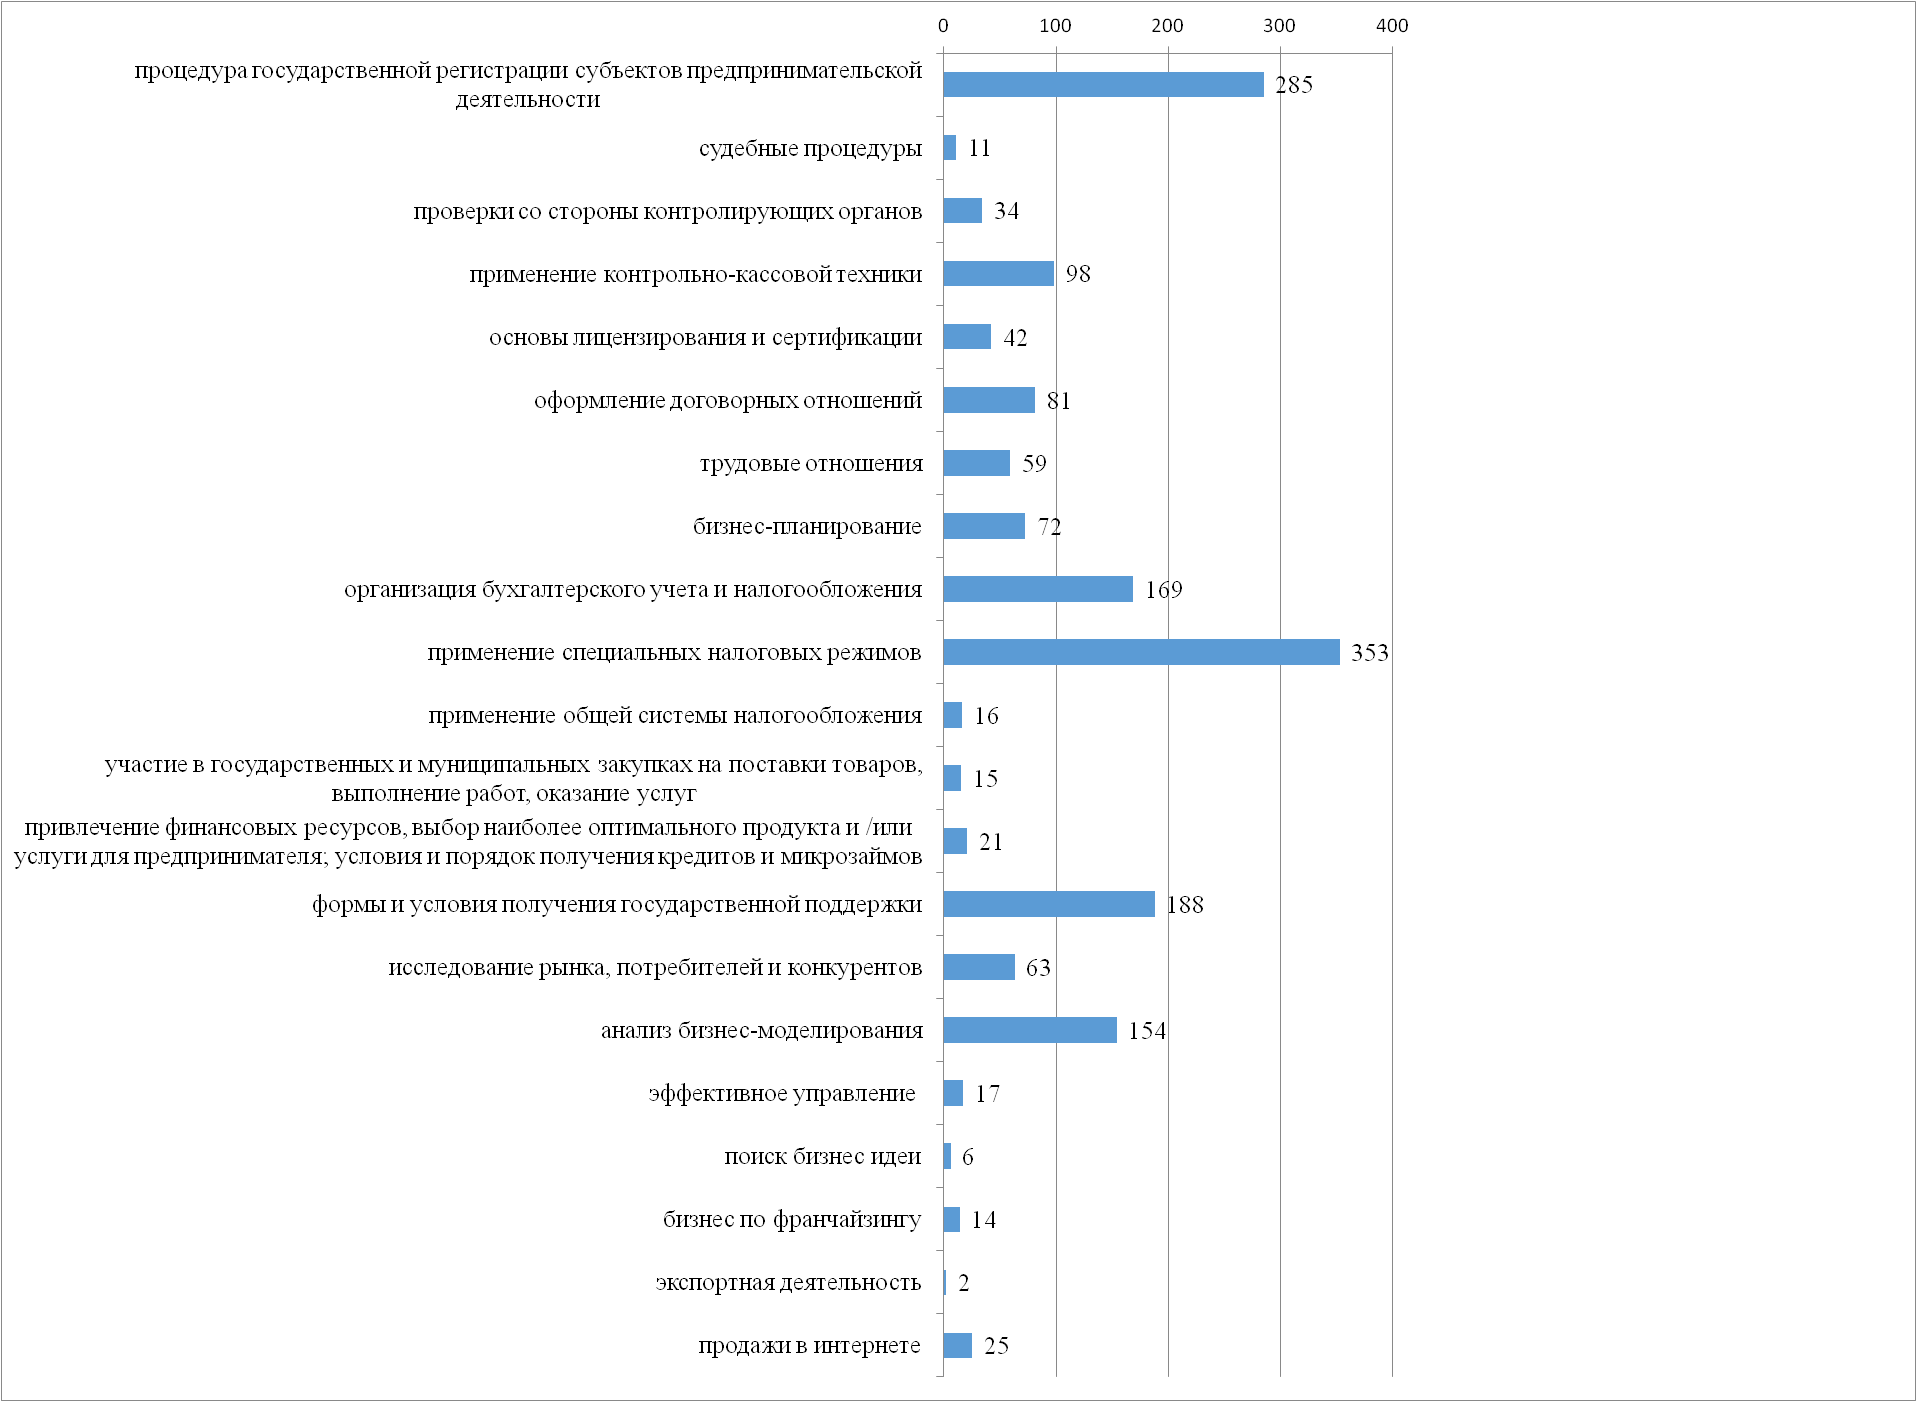 0 100 200 300 400
процедура государственной регистрации субъектов предпринимательской
деятельности
285
судебные процедуры 11
проверки со стороны контролирующих органов 34
применение контрольно-кассовой техники 98
основы лицензирования и сертификации 42
оформление договорных отношений 81
трудовые отношения 59
бизнес-планирование 72
организация бухгалтерского учета и налогообложения 169
применение специальных налоговых режимов 353
применение общей системы налогообложения 16
участие в государственных и муниципальных закупках на поставки товаров,
выполнение работ, оказание услуг
15
привлечение финансовых ресурсов, выбор наиболее оптимального продукта и /или
услуги для предпринимателя; условия и порядок получения кредитов и микрозаймов
21
формы и условия получения государственной поддержки 188
исследование рынка, потребителей и конкурентов 63
анализ бизнес-моделирования 154
эффективное управление 17
поиск бизнес идеи 6
бизнес по франчайзингу 14
экспортная деятельность 2
продажи в интернете 25